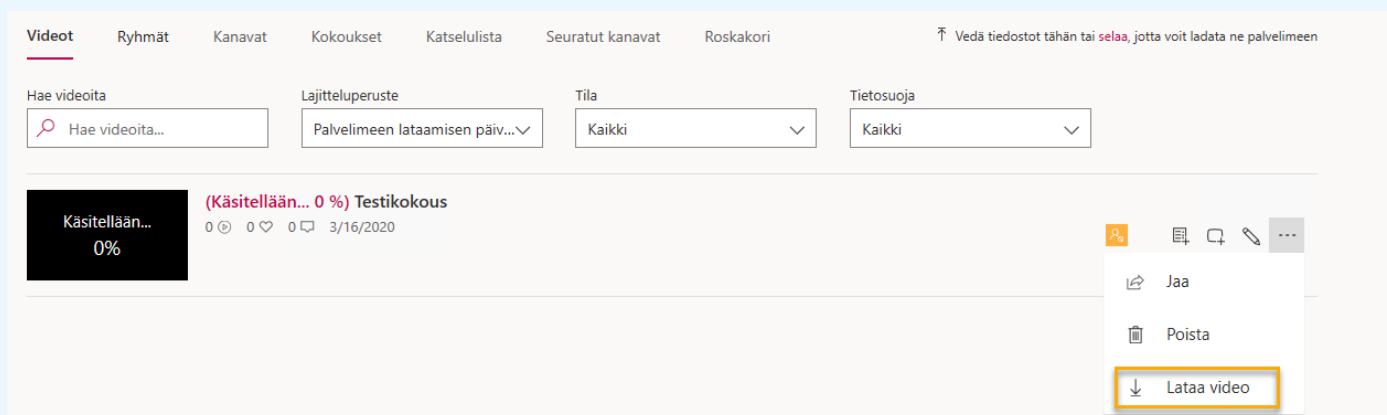 Videot Ryhmät Kanavat Kokoukset Katselulista Seuratut kanavat Roskakori Vedä tiedostot tähän tai selaa, jotta voit ladata ne palvelimeen
Hae videoita Lajitteluperuste Tila Tietosuoja
Hae videoita... Palvelimeen lataamisen päiv... Kaikki Kaikki
Käsitellään...
0%
(Käsitellään... 0 %) Testikokous
0 0 0 3/16/2020
Jaa
Poista
Lataa video